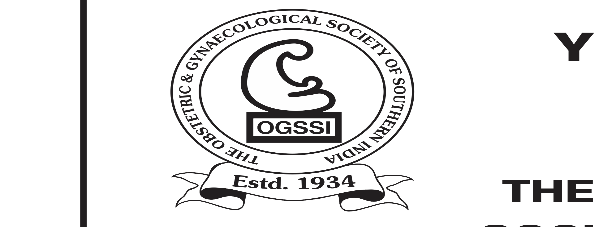 THE OBSTETRIC & GYNAECOLOGICAL SOCIETY OF SOUTHERN INDIA
OGSSI
Estd. 1934
Y
THE